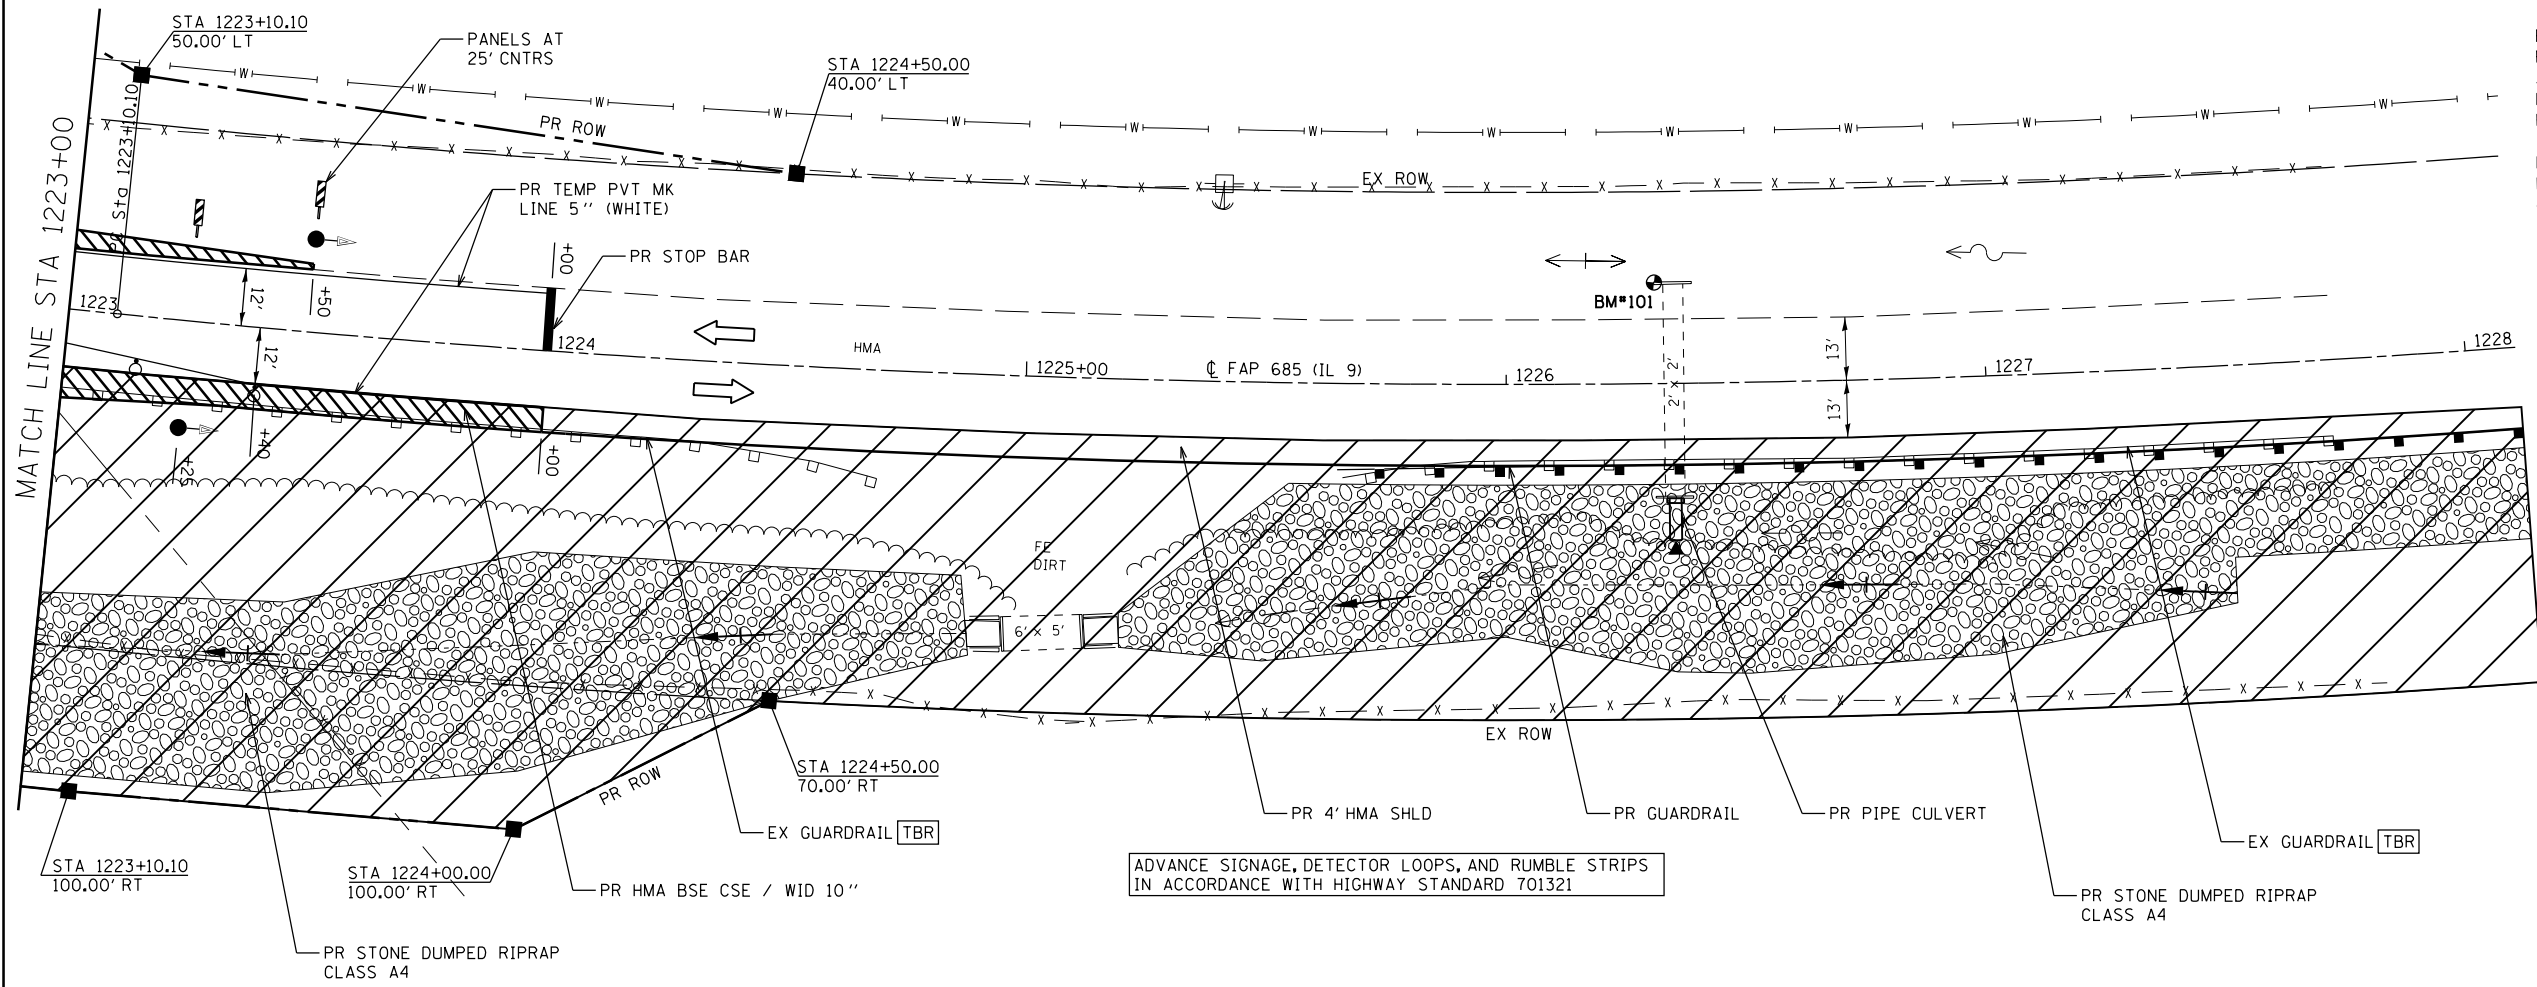 STA 1223+10.10
50.00' LT
PANELS AT
25' CNTRS
STA 1224+50.00
40.00' LT
W W W W W W W W W W W W W
PR ROW
EX ROW
MATCH LINE STA 1223+00
PC Sta 1223+10.10
PR TEMP PVT MK
LINE 5'' (WHITE)
PR STOP BAR
+00
+50
12'
12'
1223
1224
HMA
1225+00
℄ FAP 685 (IL 9)
1226
1227
1228
BM#101
2' x 2'
13'
13'
+40
+25
+00
FE
DIRT
6' x 5'
EX ROW
PR ROW
STA 1224+50.00
70.00' RT
PR 4' HMA SHLD
PR GUARDRAIL
PR PIPE CULVERT
EX GUARDRAIL TBR
EX GUARDRAIL TBR
STA 1223+10.10
100.00' RT
STA 1224+00.00
100.00' RT
PR HMA BSE CSE / WID 10''
ADVANCE SIGNAGE, DETECTOR LOOPS, AND RUMBLE STRIPS
IN ACCORDANCE WITH HIGHWAY STANDARD 701321
PR STONE DUMPED RIPRAP
CLASS A4
PR STONE DUMPED RIPRAP
CLASS A4